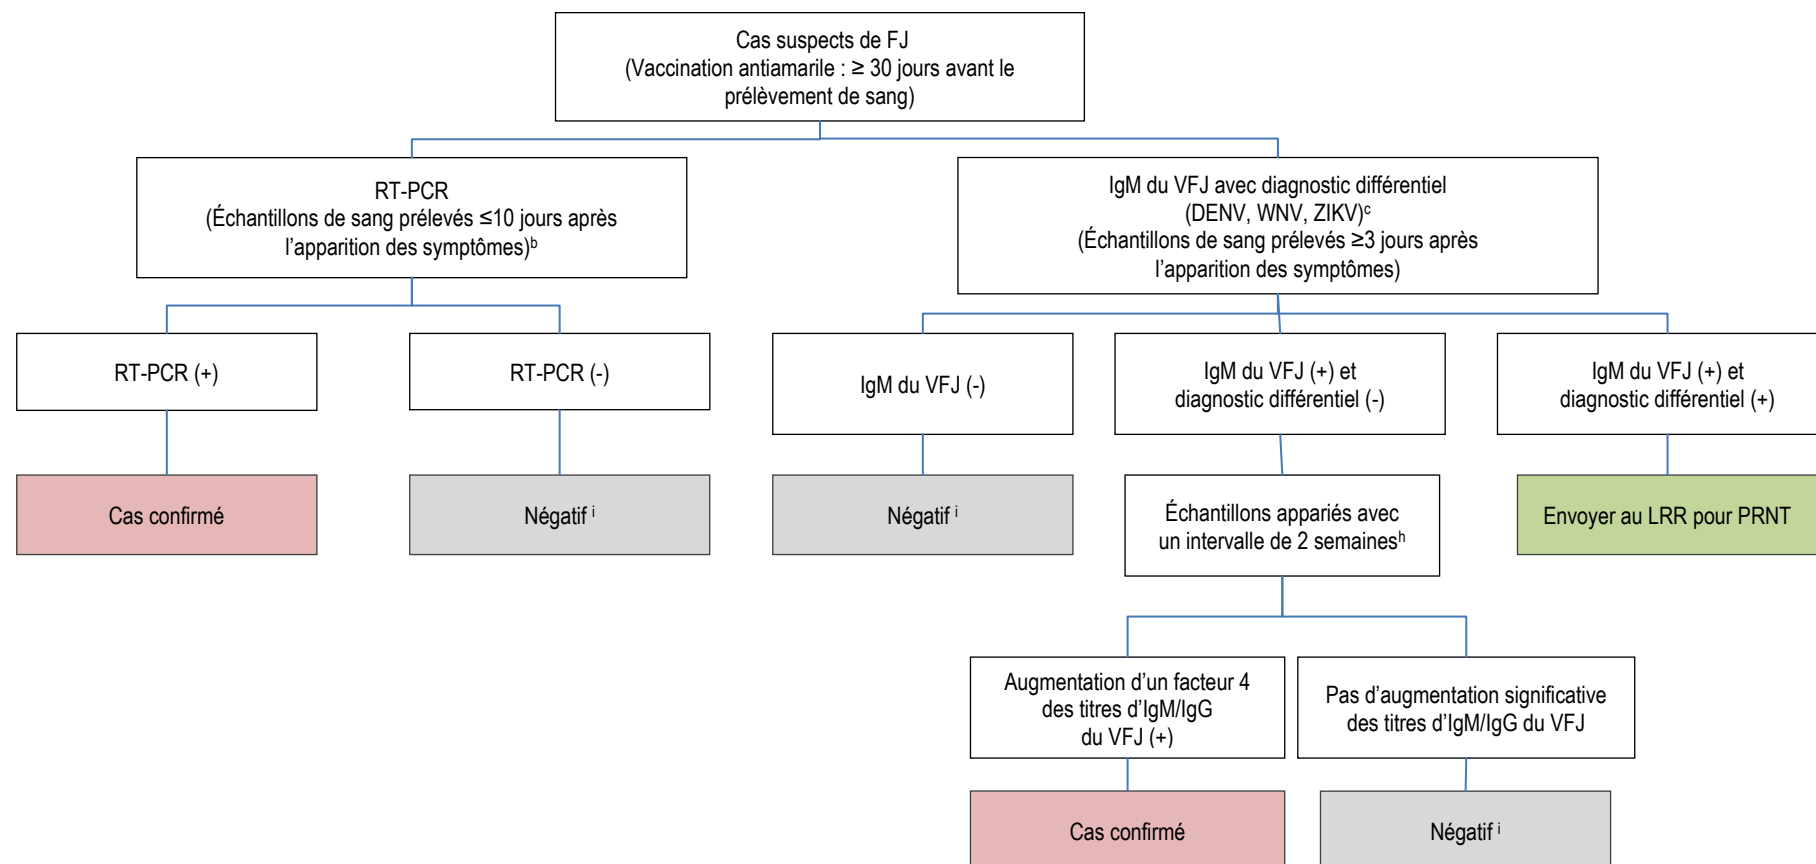 Cas suspects de FJ
(Vaccination antiamarile : ≥ 30 jours avant le
prélèvement de sang)
RT-PCR
(Échantillons de sang prélevés ≤10 jours après
l’apparition des symptômes)ᵇ
IgM du VFJ avec diagnostic différentiel
(DENV, WNV, ZIKV)ᶜ
(Échantillons de sang prélevés ≥3 jours après
l’apparition des symptômes)
RT-PCR (+)
RT-PCR (-)
IgM du VFJ (-)
IgM du VFJ (+) et
diagnostic différentiel (-)
IgM du VFJ (+) et
diagnostic différentiel (+)
Cas confirmé
Négatif ⁱ
Négatif ⁱ
Échantillons appariés avec
un intervalle de 2 semainesʰ
Envoyer au LRR pour PRNT
Augmentation d’un facteur 4
des titres d’IgM/IgG
du VFJ (+)
Pas d’augmentation significative
des titres d’IgM/IgG du VFJ
Cas confirmé
Négatif ⁱ